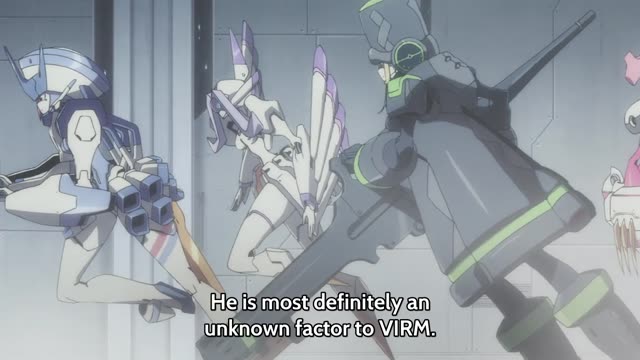 He is most definitely an
unknown factor to VIRM.